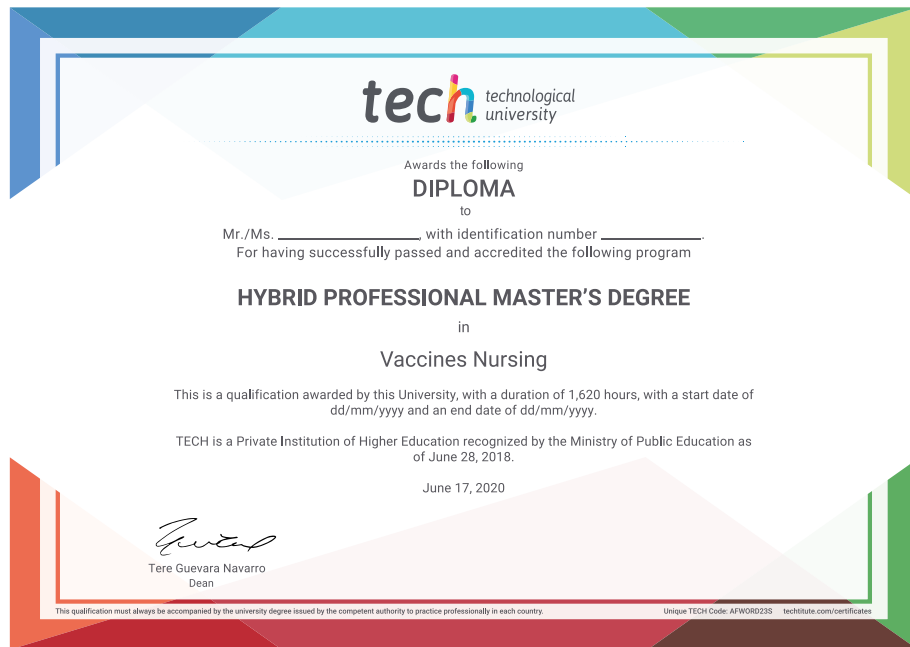 tech technological
university
Awards the following
DIPLOMA
to
Mr./Ms. ____________________, with identification number ______________.
For having successfully passed and accredited the following program
HYBRID PROFESSIONAL MASTER’S DEGREE
in
Vaccines Nursing
This is a qualification awarded by this University, with a duration of 1,620 hours, with a start date of
dd/mm/yyyy and an end date of dd/mm/yyyy.
TECH is a Private Institution of Higher Education recognized by the Ministry of Public Education as
of June 28, 2018.
June 17, 2020
Tere Guevara Navarro
Dean
This qualification must always be accompanied by the university degree issued by the competent authority to practice professionally in each country. Unique TECH Code: AFWORD23S techtitute.com/certificates